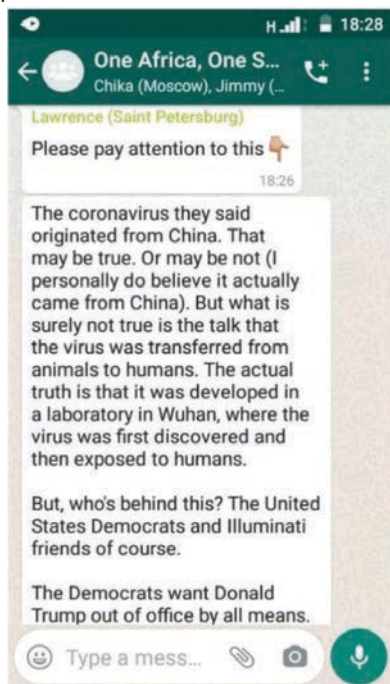 H 18:28
One Africa, One S...
Chika (Moscow), Jimmy (...
Lawrence (Saint Petersburg)
Please pay attention to this
18:26
The coronavirus they said
originated from China. That
may be true. Or may be not (I
personally do believe it actually
came from China). But what is
surely not true is the talk that
the virus was transferred from
animals to humans. The actual
truth is that it was developed in
a laboratory in Wuhan, where the
virus was first discovered and
then exposed to humans.
But, who's behind this? The United
States Democrats and Illuminati
friends of course.
The Democrats want Donald
Trump out of office by all means.
Type a mess...